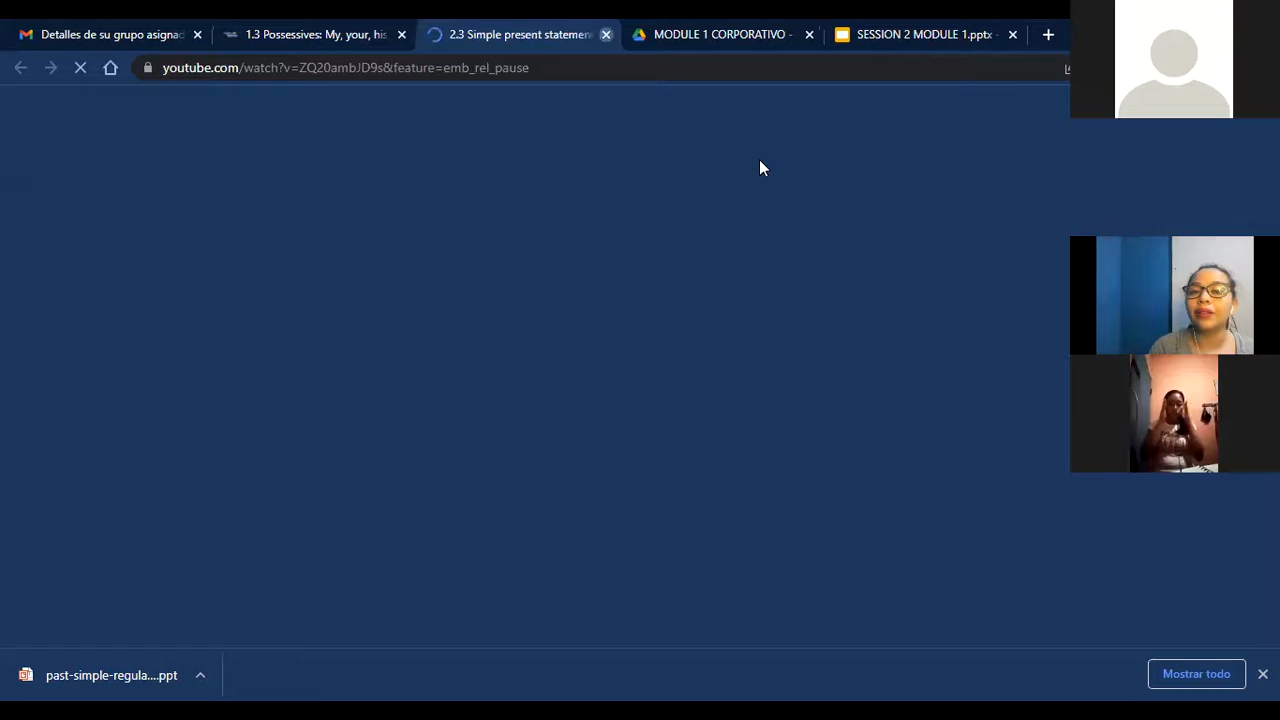 Detalles de su grupo asignad
1.3 Possessives: My, your, his
2.3 Simple present statemen
MODULE 1 CORPORATIVO -
SESSION 2 MODULE 1.pptx -
youtube.com/watch?v=ZQ20ambJD9s&feature=emb_rel_pause
past-simple-regula....ppt
Mostrar todo